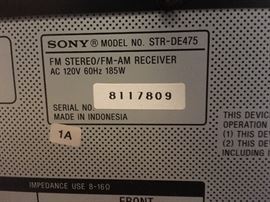 SONY® MODEL NO. STR-DE475
FM STEREO/FM-AM RECEIVER
AC 120V 60Hz 185W
SERIAL NO. 8117809
MADE IN INDONESIA
1A
THIS DEVIC
OPERATION
(1) THIS DE
(2) THIS DE
INCLUDING
IMPEDANCE USE 8-16Ω
FRONT